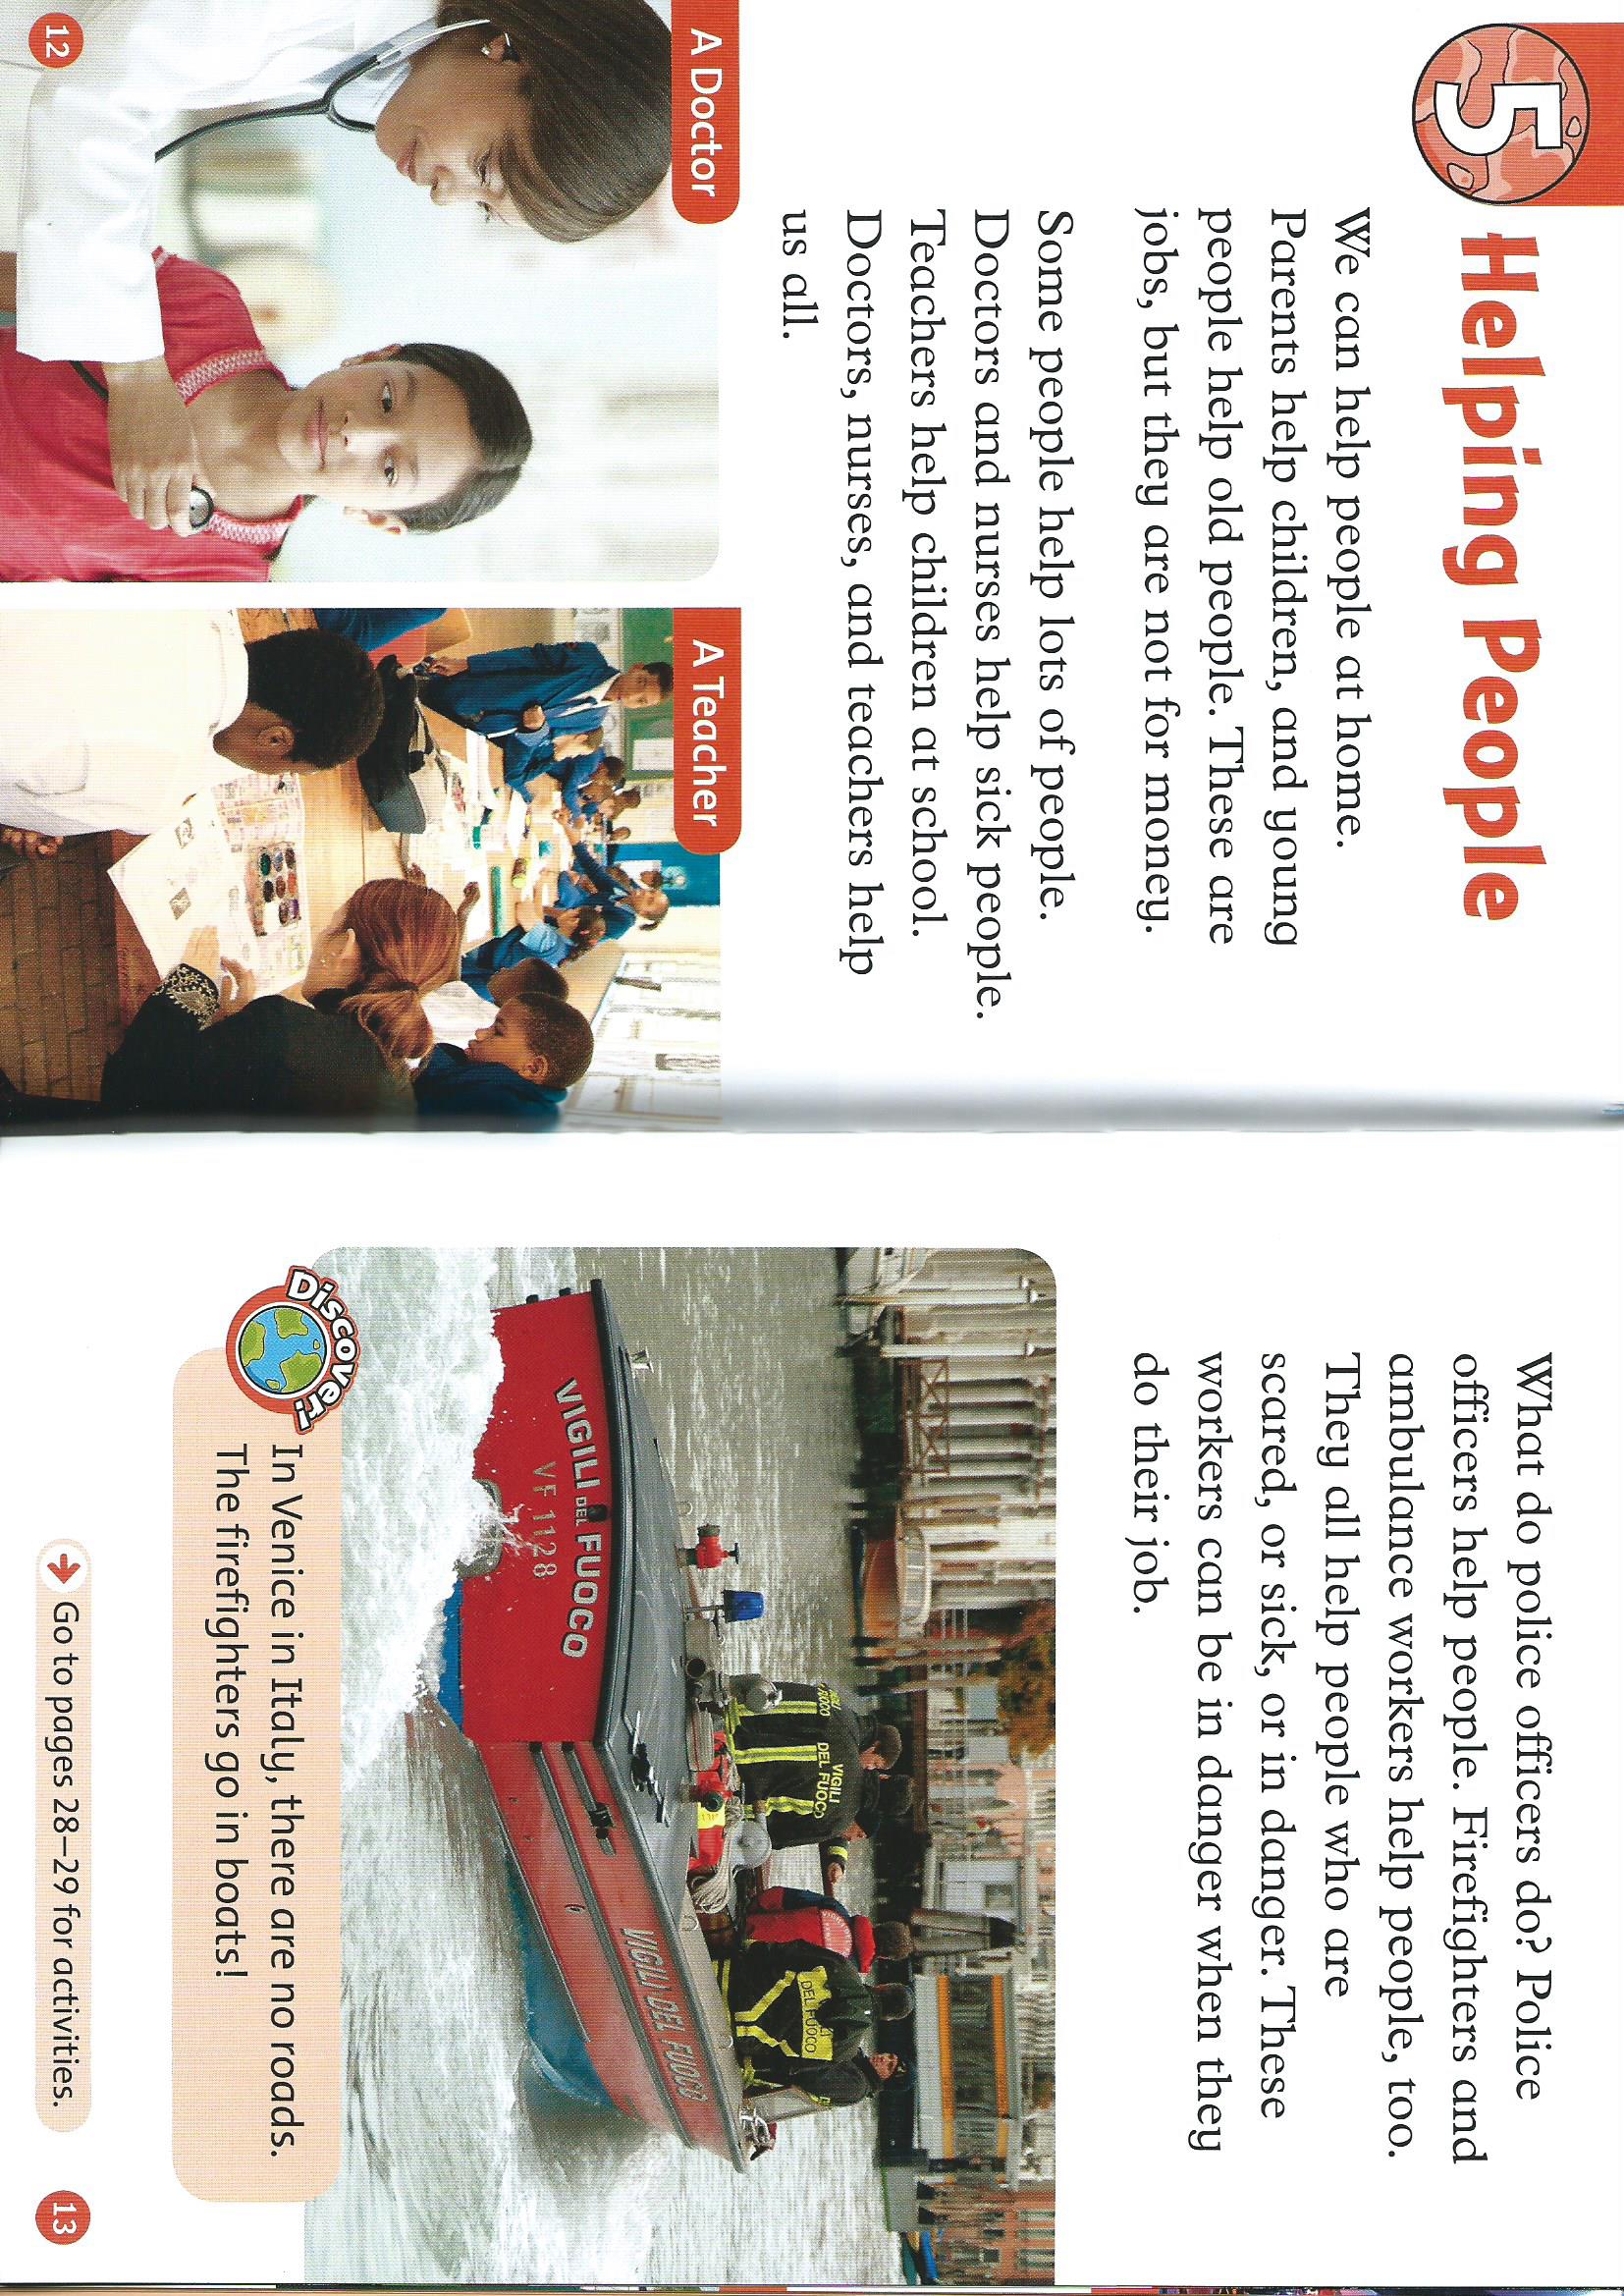 5
Helping People
We can help people at home.
Parents help children, and young
people help old people. These are
jobs, but they are not for money.
Some people help lots of people.
Doctors and nurses help sick people.
Teachers help children at school.
Doctors, nurses, and teachers help
us all.
A Doctor
A Teacher
12
What do police officers do? Police
officers help people. Firefighters and
ambulance workers help people, too.
They all help people who are
scared, or sick, or in danger. These
workers can be in danger when they
do their job.
VIGILI DEL FUOCO
VF 1128
VIGILI DEL FUOCO
VIGILI
DEL FUOCO
DEL FUOCO
Discover!
In Venice in Italy, there are no roads.
The firefighters go in boats!
Go to pages 28–29 for activities.
13